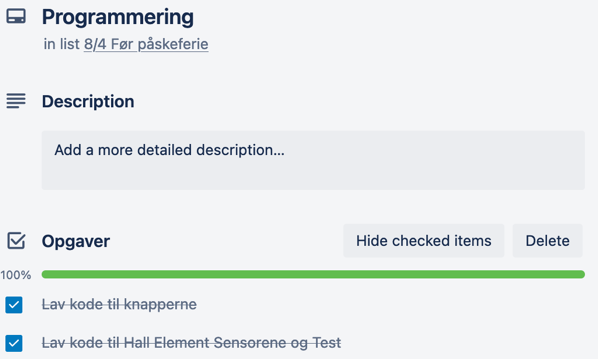 Programmering
in list 8/4 Før påskeferie
Description
Add a more detailed description...
Opgaver
Hide checked items
Delete
100%
Lav kode til knapperne
Lav kode til Hall Element Sensorene og Test